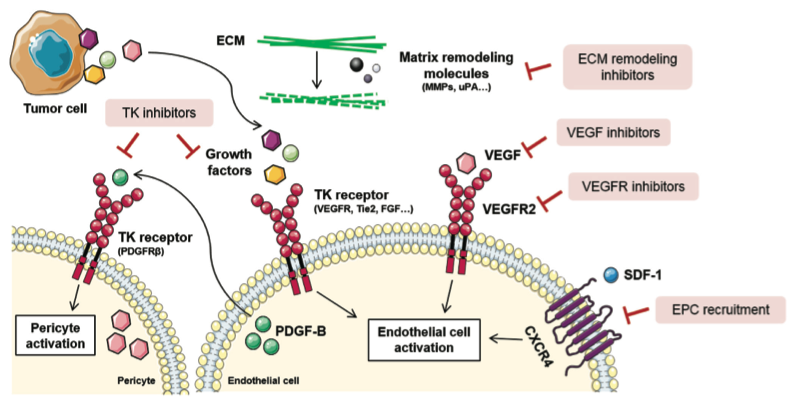 ECM
Matrix remodeling
molecules
(MMPs, uPA...)
ECM remodeling
inhibitors
Tumor cell
TK inhibitors
Growth
factors
VEGF
VEGF inhibitors
TK receptor
(VEGFR, Tie2, FGF...)
VEGFR2
VEGFR inhibitors
TK receptor
(PDGFRβ)
SDF-1
EPC recruitment
Pericyte
activation
PDGF-B
Endothelial cell
activation
CXCR4
Pericyte
Endothelial cell